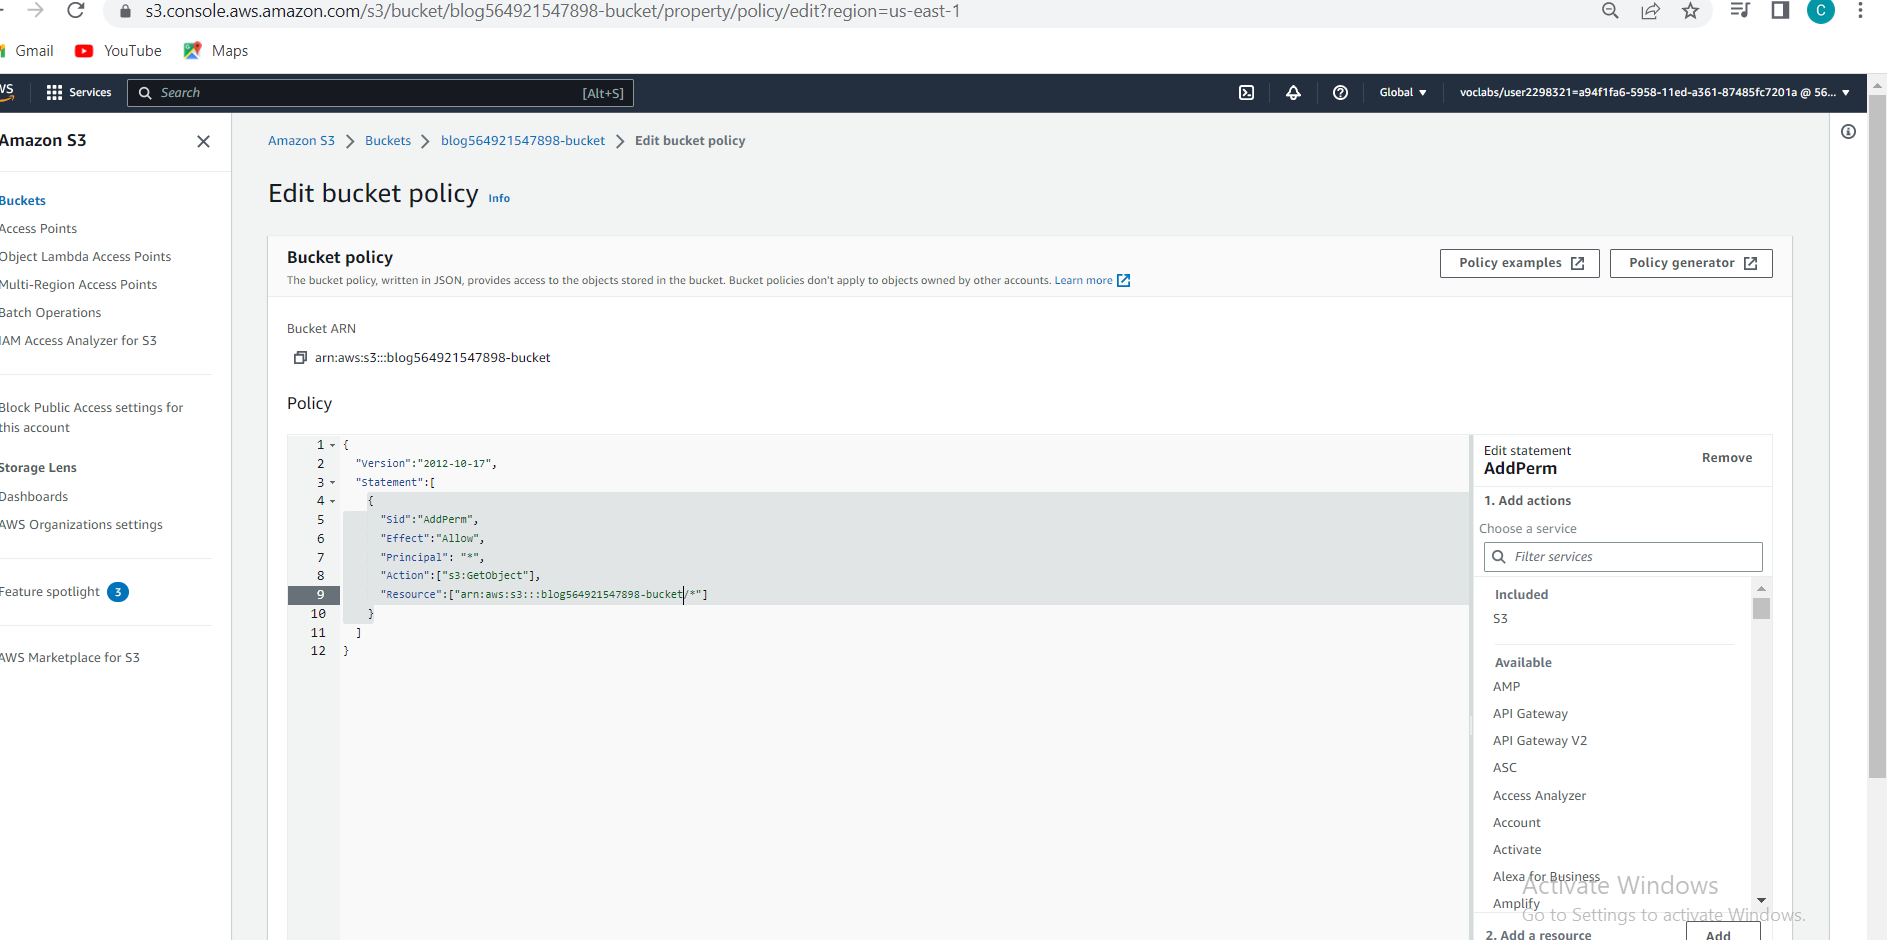 s3.console.aws.amazon.com/s3/bucket/blog564921547898-bucket/property/policy/edit?region=us-east-1
C
Gmail YouTube Maps
Services Search [Alt+S] Global voclabs/user2298321=a94f1fa6-5958-11ed-a361-87485fc7201a @ 56...
Amazon S3
Buckets
Access Points
Object Lambda Access Points
Multi-Region Access Points
Batch Operations
IAM Access Analyzer for S3
Block Public Access settings for
this account
Storage Lens
Dashboards
AWS Organizations settings
Feature spotlight 3
AWS Marketplace for S3
Amazon S3 > Buckets > blog564921547898-bucket > Edit bucket policy
Edit bucket policy Info
Bucket policy
The bucket policy, written in JSON, provides access to the objects stored in the bucket. Bucket policies don't apply to objects owned by other accounts. Learn more
Policy examples Policy generator
Bucket ARN
arn:aws:s3:::blog564921547898-bucket
Policy
1 {
2 "Version":"2012-10-17",
3 "Statement":[
4 {
5 "Sid":"AddPerm",
6 "Effect":"Allow",
7 "Principal": "*",
8 "Action":["s3:GetObject"],
9 "Resource":["arn:aws:s3:::blog564921547898-bucket/*"]
10 }
11 ]
12 }
Edit statement
AddPerm
Remove
1. Add actions
Choose a service
Filter services
Included
S3
Available
AMP
API Gateway
API Gateway V2
ASC
Access Analyzer
Account
Activate
Alexa for Business
Amplify
2. Add a resource Add
Activate Windows
Go to Settings to activate Windows.